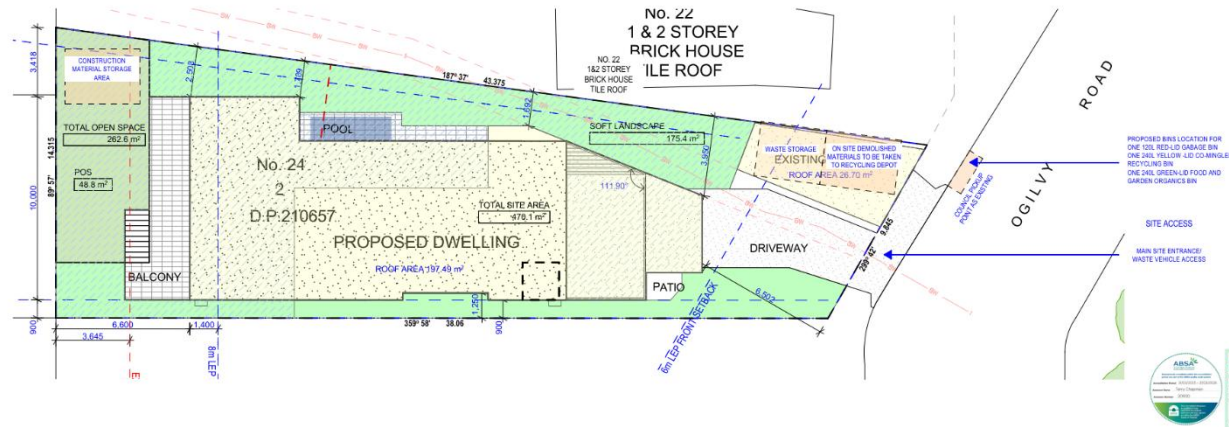 No. 22
1 & 2 STOREY
BRICK HOUSE
TILE ROOF
NO. 22
1&2 STOREY
BRICK HOUSE
TILE ROOF
CONSTRUCTION
MATERIAL STORAGE
AREA
3,418
2,503
1,799
187° 37'
43.375
1,692
3,950
SOFT LANDSCAPE
175.4 m²
TOTAL OPEN SPACE
262.6 m²
POS
48.8 m²
14.315
89° 57'
10,000
900
POOL
No. 24
2
D.P.210657
PROPOSED DWELLING
ROOF AREA 197.49 m²
TOTAL SITE AREA
476.1 m²
111.90°
BALCONY
PATIO
DRIVEWAY
WASTE STORAGE
ON SITE DEMOLISHED
MATERIALS TO BE TAKEN
TO RECYCLING DEPOT
EXISTING
ROOF AREA 26.70 m²
9.845
299° 42'
6,502
6m LEP FRONT SETBACK
1,250
900
359° 58'
38.06
6,600
1,400
3,645
8m LEP
E
COUNCIL PICKUP
POINT AS EXISTING
OGILVY ROAD
PROPOSED BINS LOCATION FOR
ONE 120L RED-LID GABAGE BIN
ONE 240L YELLOW -LID CO-MINGLE
RECYCLING BIN
ONE 240L GREEN-LID FOOD AND
GARDEN ORGANICS BIN
SITE ACCESS
MAIN SITE ENTRANCE/
WASTE VEHICLE ACCESS
ABSA